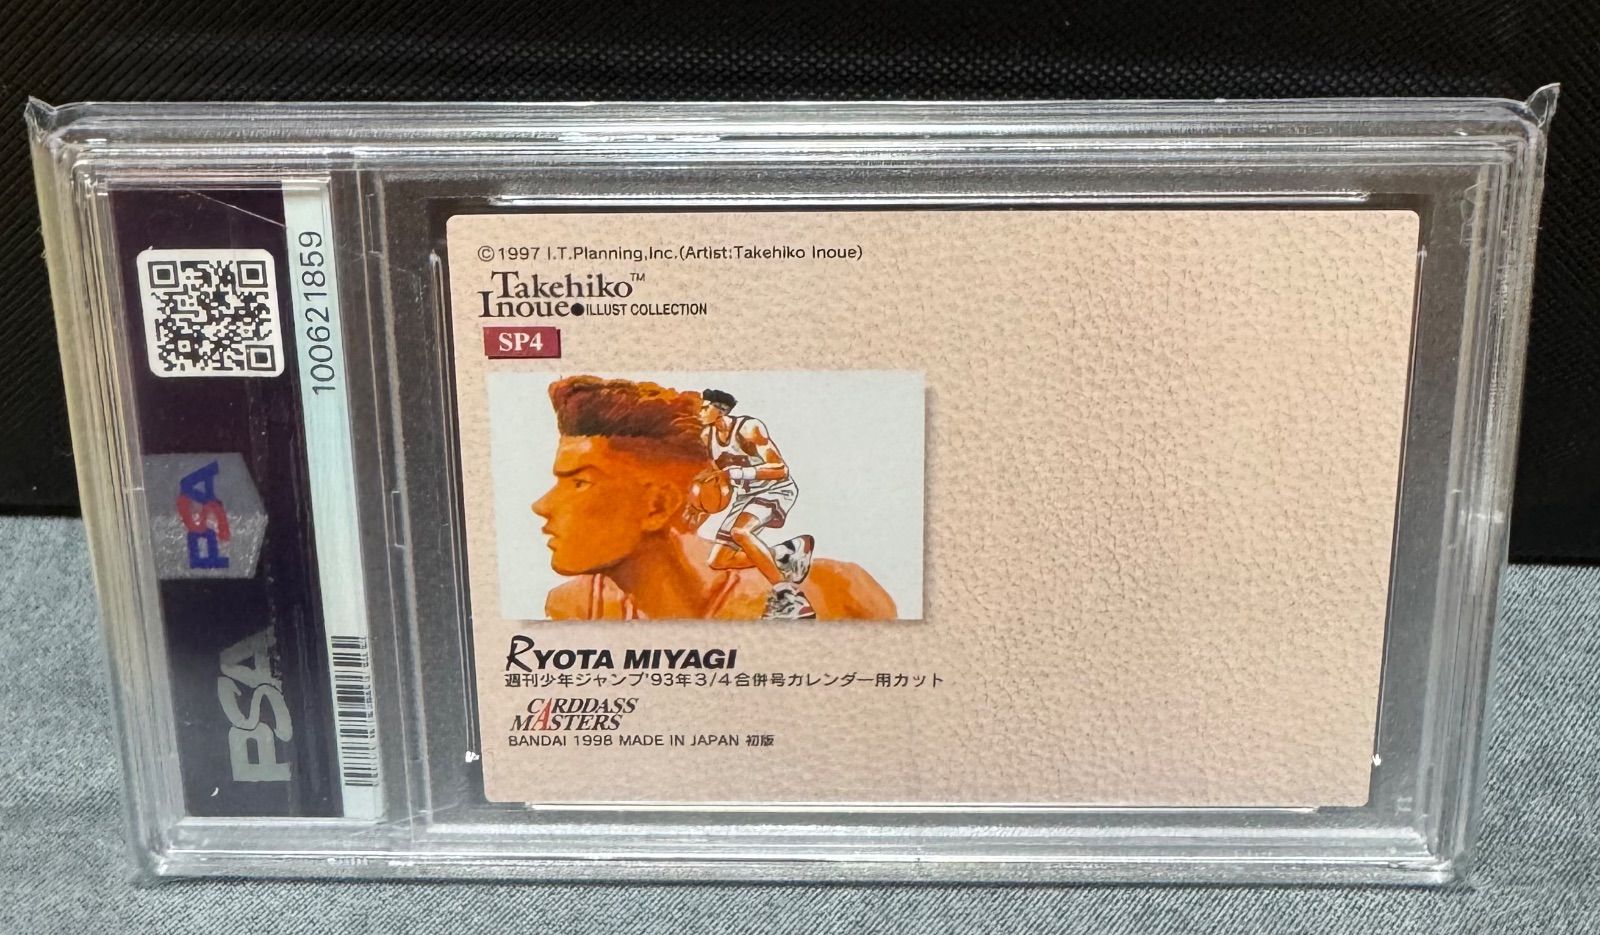 ©1997 I.T.Planning,Inc.(Artist:Takehiko Inoue)
Takehiko™
Inoue●ILLUST COLLECTION
SP4
RYOTA MIYAGI
週刊少年ジャンプ'93年3/4合併号カレンダー用カット
CARDDASS
MASTERS
BANDAI 1998 MADE IN JAPAN 初版
100621859
PSA
PSA